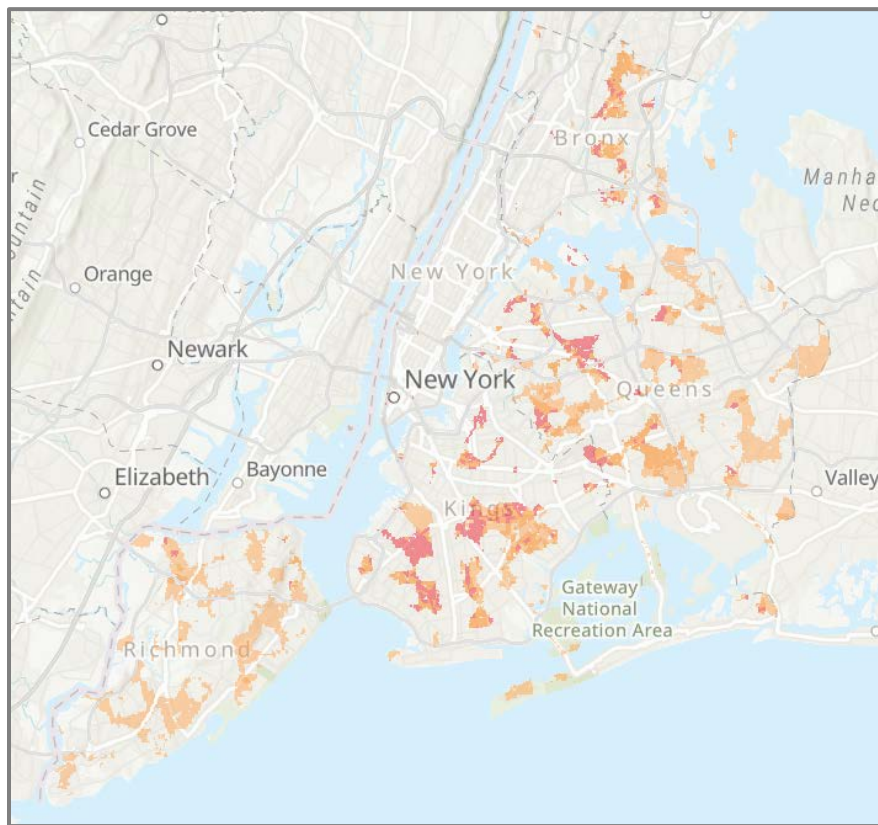 Cedar Grove
Bronx
Manha
Nec
r
untain
ountain
Orange
New York
Newark
New York
Queens
Elizabeth
Bayonne
Valley
Kings
Gateway
National
Recreation Area
Richmond